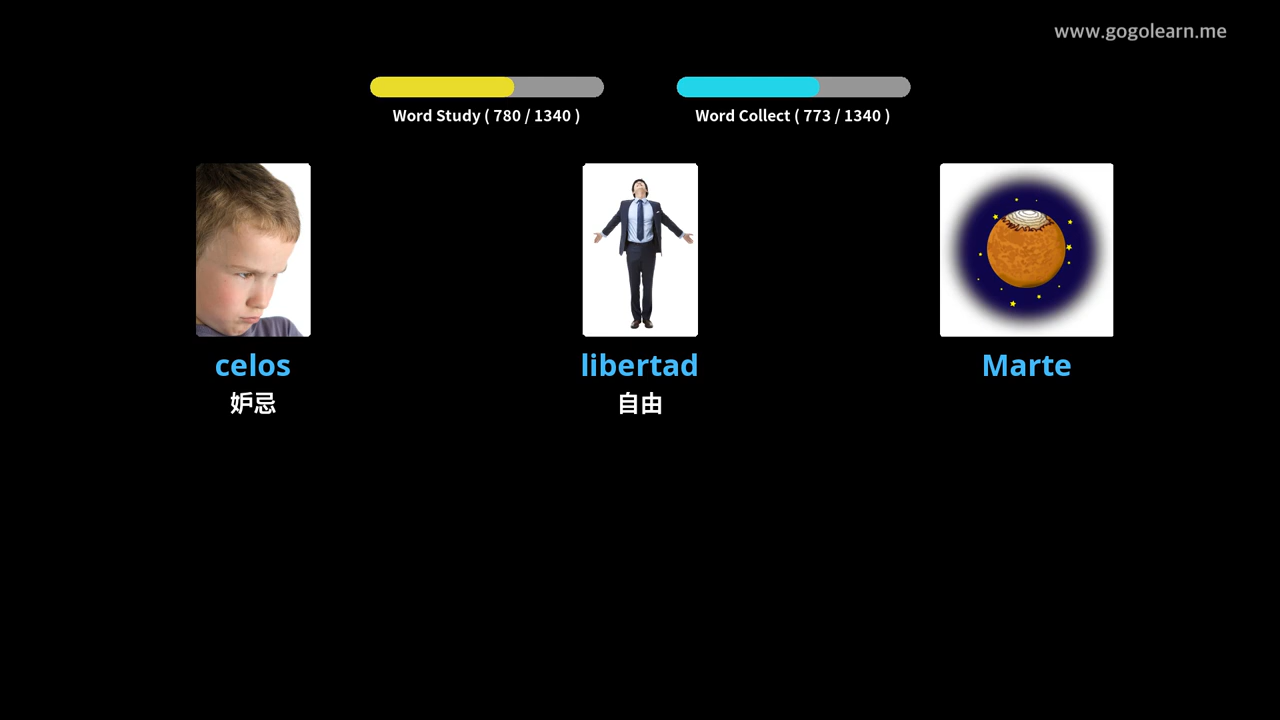 www.gogolearn.me
Word Study ( 780 / 1340 )
Word Collect ( 773 / 1340 )
celos
妒忌
libertad
自由
Marte